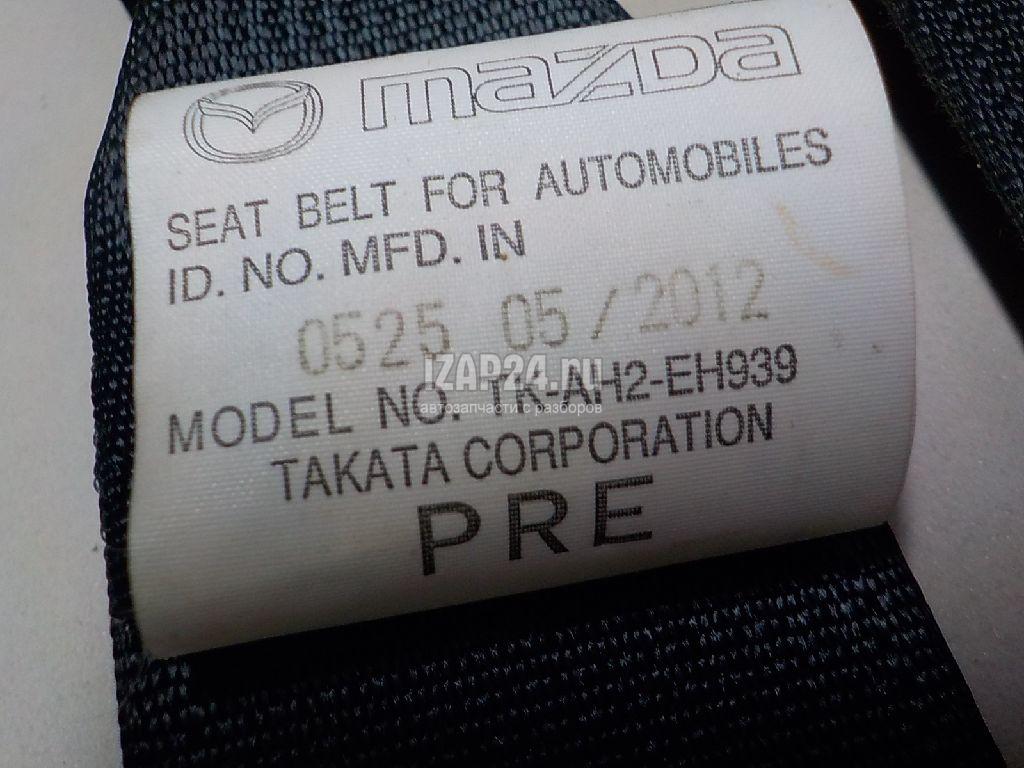 mazda
SEAT BELT FOR AUTOMOBILES
ID. NO. MFD. IN
0525 05/2012
IZAP24.ru
MODEL NO. TK-AH2-EH939
автозапчасти с разборов
TAKATA CORPORATION
PRE